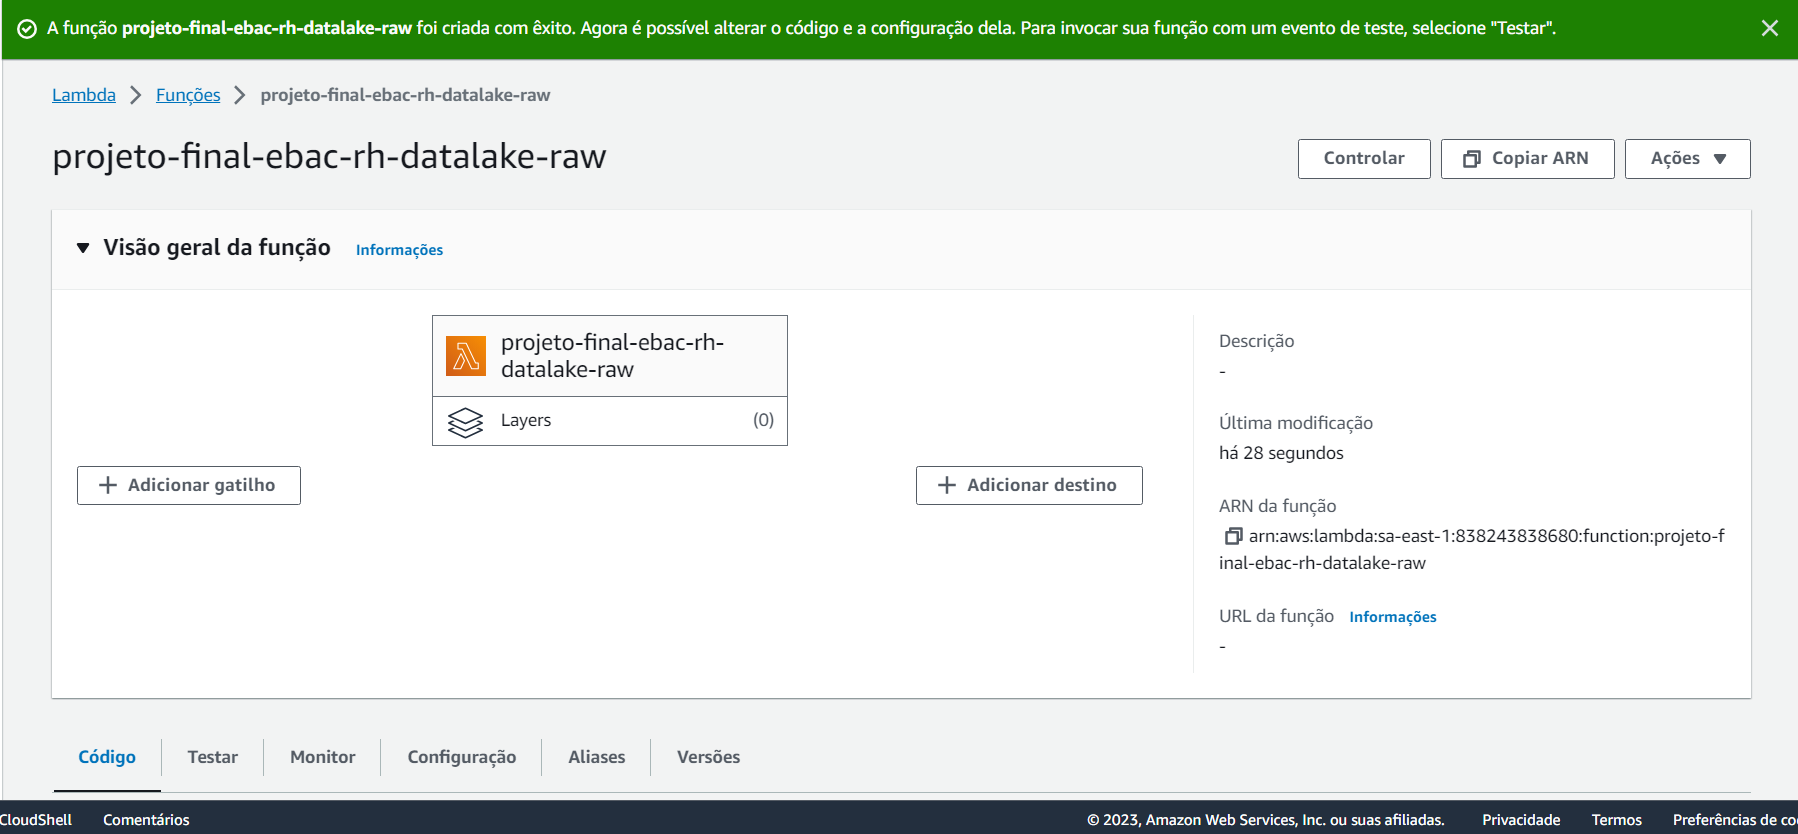 A função projeto-final-ebac-rh-datalake-raw foi criada com êxito. Agora é possível alterar o código e a configuração dela. Para invocar sua função com um evento de teste, selecione "Testar".
Lambda Funções projeto-final-ebac-rh-datalake-raw
projeto-final-ebac-rh-datalake-raw
Controlar Copiar ARN Ações
Visão geral da função Informações
projeto-final-ebac-rh-
datalake-raw
Layers (0)
Adicionar gatilho
Adicionar destino
Descrição
-
Última modificação
há 28 segundos
ARN da função
arn:aws:lambda:sa-east-1:838243838680:function:projeto-f
inal-ebac-rh-datalake-raw
URL da função Informações
-
Código Testar Monitor Configuração Aliases Versões
CloudShell Comentários © 2023, Amazon Web Services, Inc. ou suas afiliadas. Privacidade Termos Preferências de co